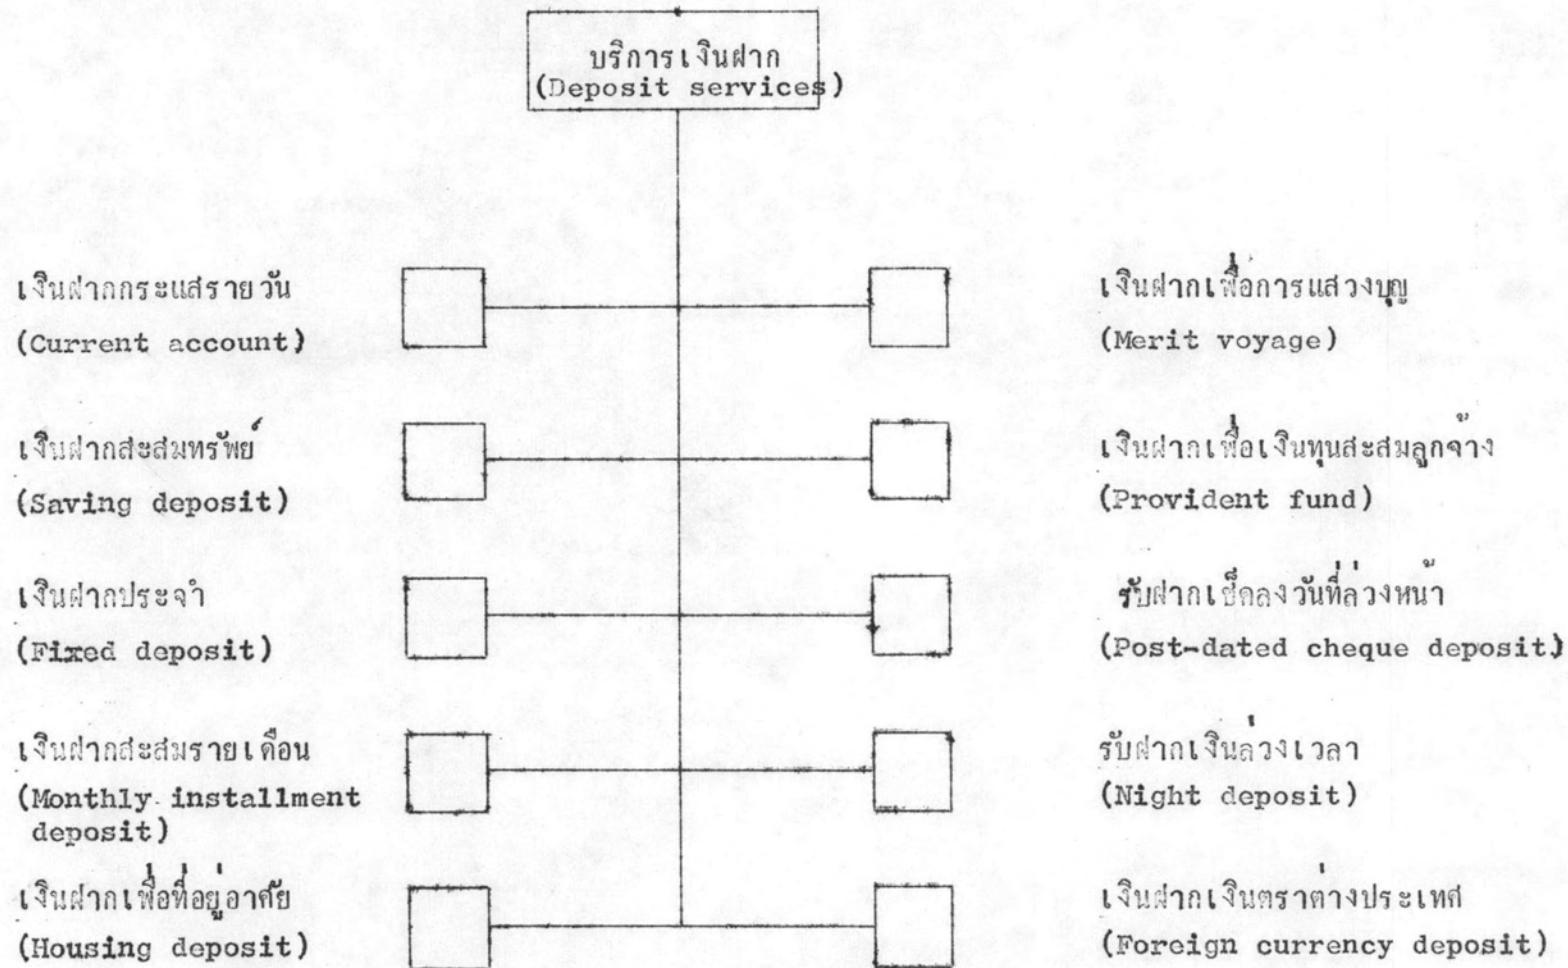 บริการเงินฝาก
(Deposit services)
เงินฝากกระแสรายวัน
(Current account)
เงินฝากสะสมทรัพย์
(Saving deposit)
เงินฝากประจำ
(Fixed deposit)
เงินฝากสะสมรายเดือน
(Monthly installment
deposit)
เงินฝากเพื่อที่อยู่อาศัย
(Housing deposit)
เงินฝากเพื่อการแสวงบุญ
(Merit voyage)
เงินฝากเพื่อเงินทุนสะสมลูกจ้าง
(Provident fund)
รับฝากเช็คลงวันที่ล่วงหน้า
(Post-dated cheque deposit)
รับฝากเงินล่วงเวลา
(Night deposit)
เงินฝากเงินตราต่างประเทศ
(Foreign currency deposit)